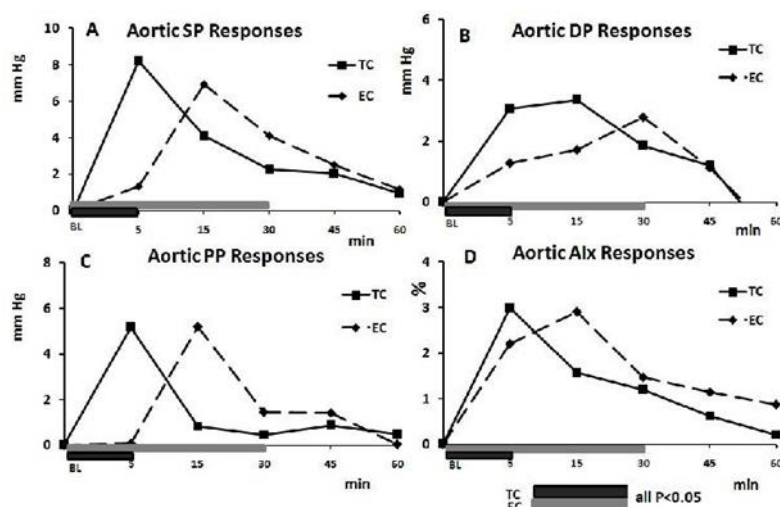 A Aortic SP Responses
mm Hg
10
8
6
4
2
0
TC
EC
BL 5 15 30 45 60
min
B Aortic DP Responses
mm Hg
6
4
2
0
TC
EC
BL 5 15 30 45 60
min
C Aortic PP Responses
mm Hg
8
6
4
2
0
TC
EC
BL 5 15 30 45 60
min
D Aortic AIx Responses
%
4
3
2
1
0
TC
EC
BL 5 15 30 45 60
min
TC
EC
all P<0.05